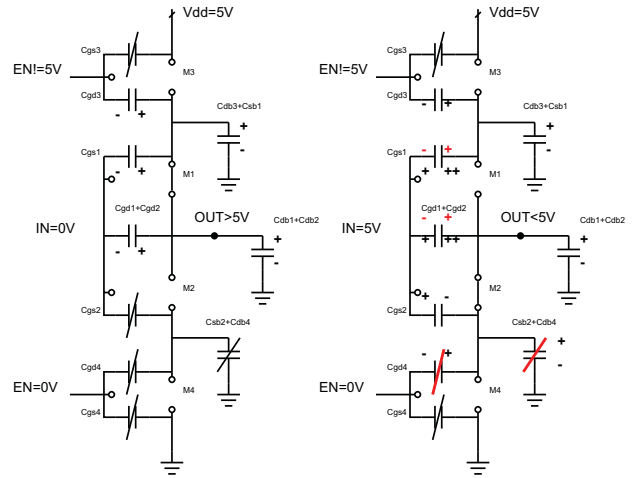 Vdd=5V
Cgs3
EN!=5V
M3
Cgd3
- +
Cdb3+Csb1
+
-
Cgs1
- +
M1
Cgd1+Cgd2
OUT>5V
IN=0V
- +
Cdb1+Cdb2
+
-
M2
Cgs2
Csb2+Cdb4
Cgd4
EN=0V
M4
Cgs4
Vdd=5V
Cgs3
EN!=5V
M3
Cgd3
- +
Cdb3+Csb1
+
-
Cgs1
- +
+ ++
M1
Cgd1+Cgd2
- +
OUT<5V
IN=5V
+ ++
Cdb1+Cdb2
+
-
M2
+ -
Cgs2
Csb2+Cdb4
+
-
Cgd4
- +
EN=0V
M4
Cgs4